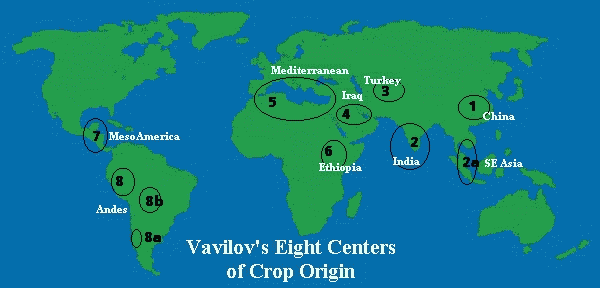 Mediterranean
Turkey
3
Iraq
5
4
1
China
7 MesoAmerica
2
6
India
2a SE Asia
Ethiopia
8
8b
Andes
8a
Vavilov's Eight Centers
of Crop Origin